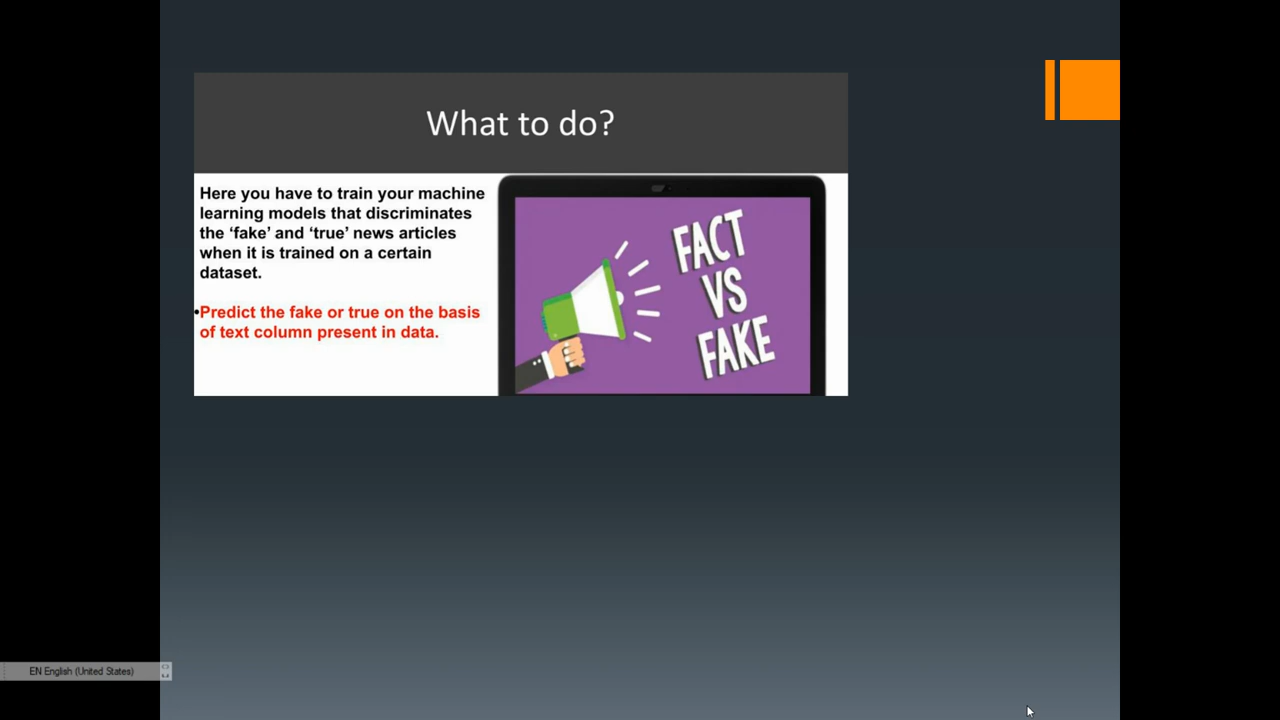 What to do?
Here you have to train your machine
learning models that discriminates
the ‘fake’ and ‘true’ news articles
when it is trained on a certain
dataset.
•Predict the fake or true on the basis
of text column present in data.
FACT
VS
FAKE
EN English (United States)